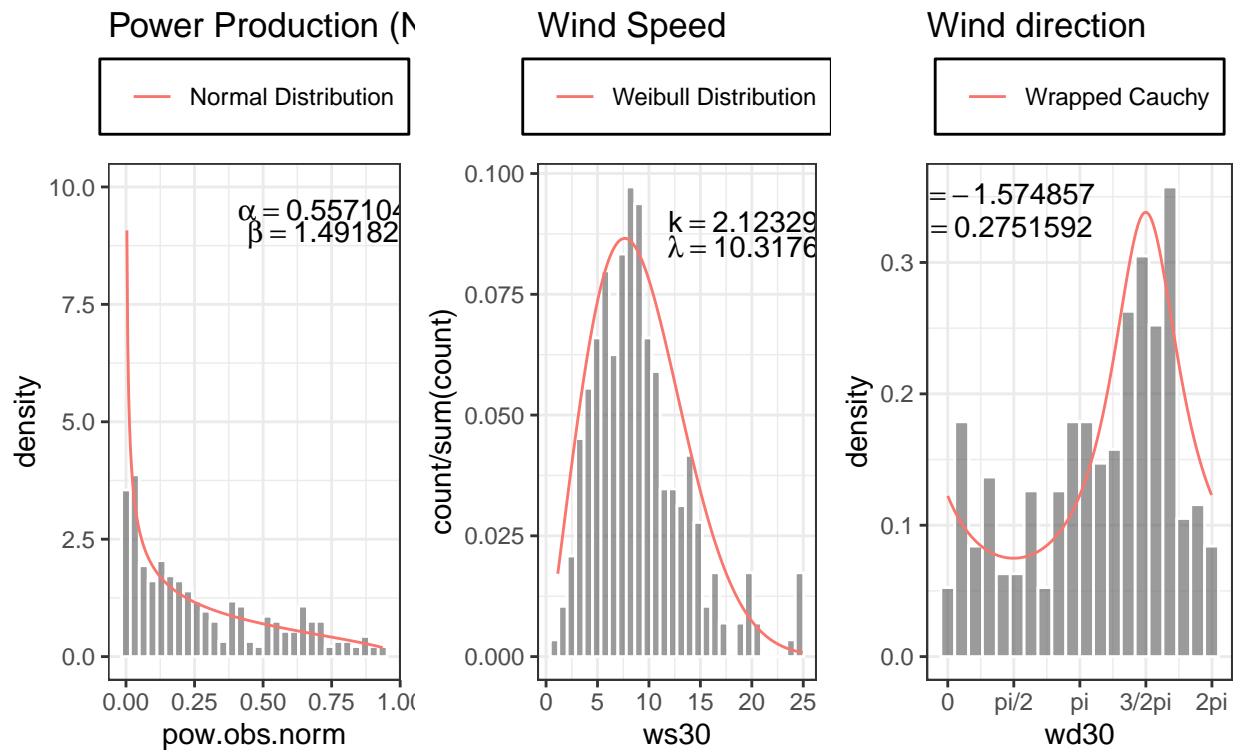 Power Production (N
Normal Distribution
10.0
7.5
5.0
2.5
0.0
density
α = 0.557104
β = 1.49182
0.00 0.25 0.50 0.75 1.00
pow.obs.norm
Wind Speed
Weibull Distribution
0.100
0.075
0.050
0.025
0.000
count/sum(count)
k = 2.12329
λ = 10.3176
0 5 10 15 20 25
ws30
Wind direction
Wrapped Cauchy
0.3
0.2
0.1
0.0
density
= −1.574857
= 0.2751592
0 pi/2 pi 3/2pi 2pi
wd30